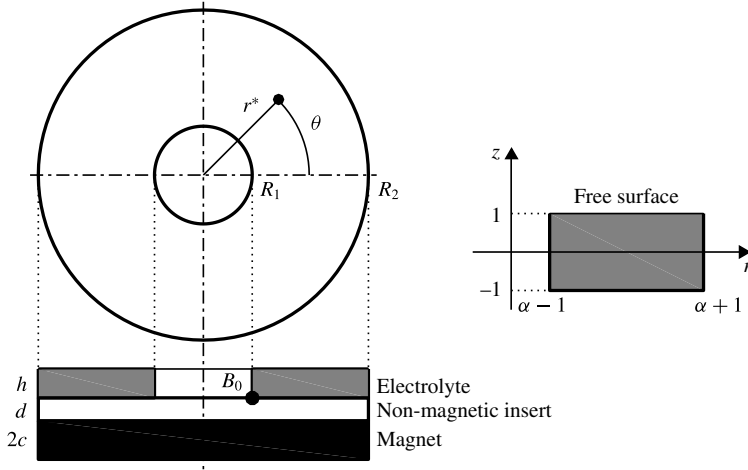 r*
θ
R₁
R₂
z
Free surface
1
–1
α – 1
α + 1
r
h
B₀
Electrolyte
d
Non-magnetic insert
2c
Magnet